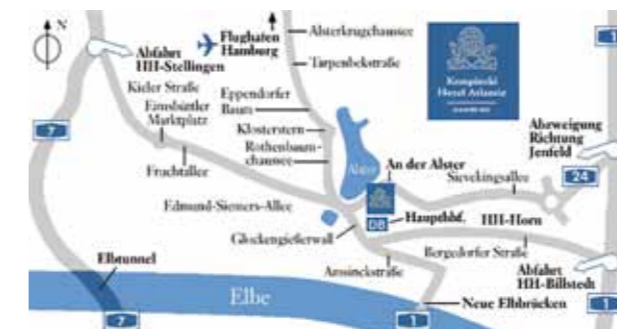 N
Abfahrt
HH-Stellingen
Flughafen
Hamburg
Alsterkrugchaussee
Tarpenbekstraße
Kempinski
Hotel Atlantic
HAMBURG
1
Kieler Straße
Eimsbüttler
Marktplatz
Eppendorfer
Baum
Klosterstern
Rothenbaum-
chaussee
Abzweigung
Richtung
Jenfeld
7
Fruchtallee
Alster
An der Alster
Sievekingsallee
24
Edmund-Siemers-Allee
DB
Hauptbhf.
HH-Horn
Glockengießerwall
Bergedorfer Straße
Elbtunnel
Amsinckstraße
Abfahrt
HH-Billstedt
Elbe
Neue Elbbrücken
7
1
1